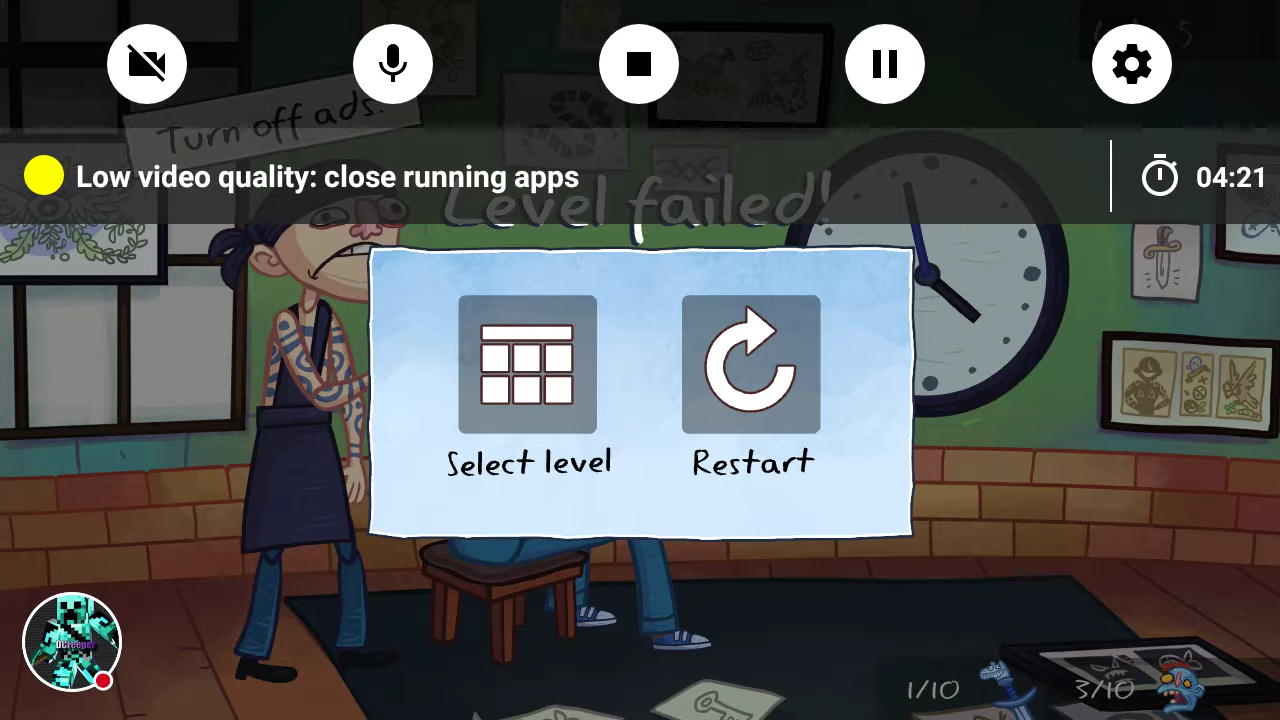 Turn off ads.
Low video quality: close running apps
04:21
Level failed!
Select level
Restart
DCreeper
1/10
3/10